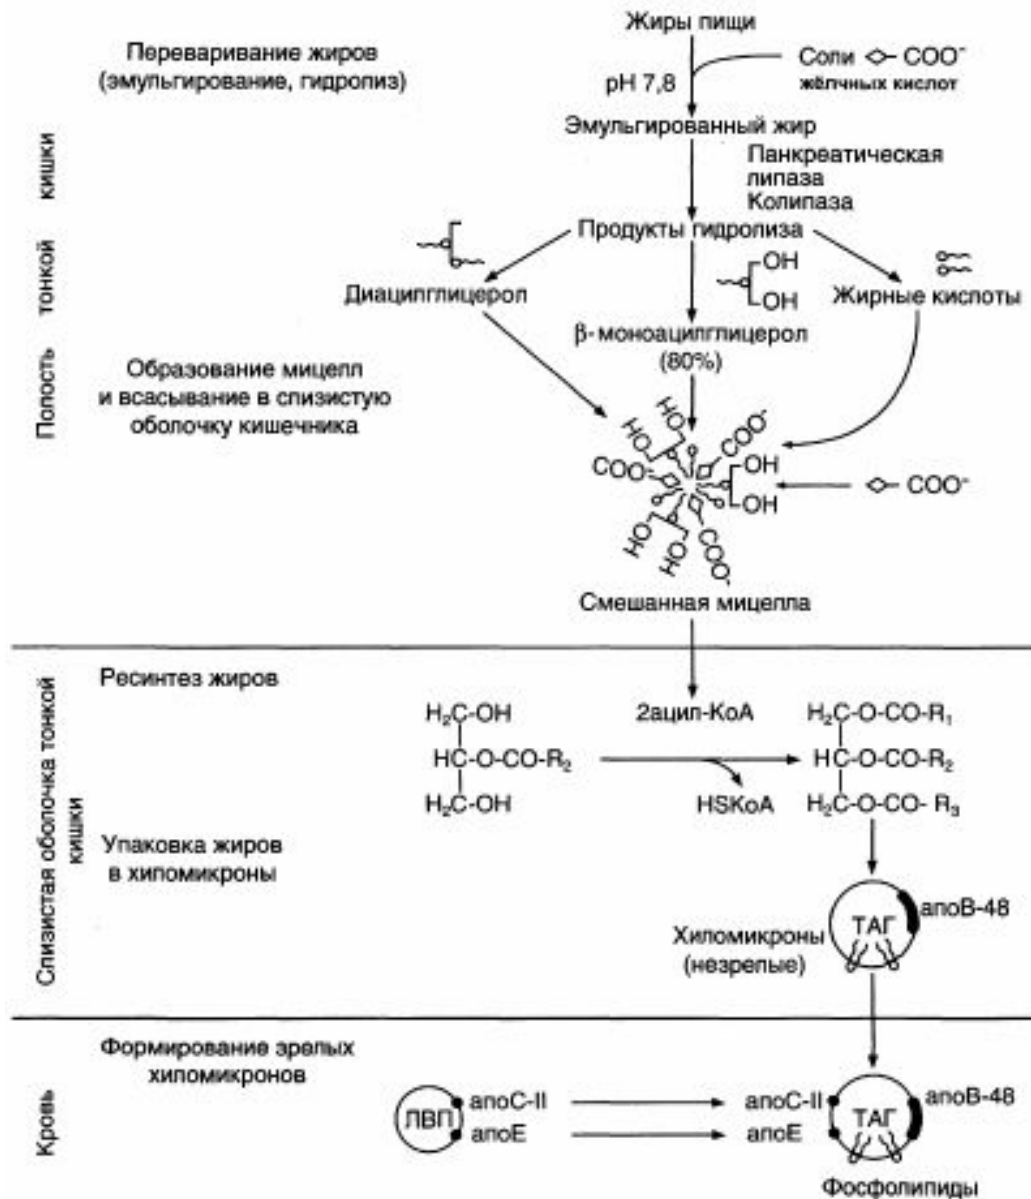 Жиры пищи
Переваривание жиров
(эмульгирование, гидролиз)
Соли
COO⁻
жёлчных кислот
pH 7,8
Эмульгированный жир
Панкреатическая
липаза
Колипаза
Продукты гидролиза
OH
OH
Диацилглицерол
Жирные кислоты
β-моноацилглицерол
(80%)
Полость тонкой кишки
Образование мицелл
и всасывание в слизистую
оболочку кишечника
HO
HO
COO⁻
COO⁻
OH
OH
COO⁻
HO
HO
COO⁻
Смешанная мицелла
Ресинтез жиров
H₂C-OH
2ацил-КоА
H₂C-O-CO-R₁
HC-O-CO-R₂
HC-O-CO-R₂
H₂C-OH
HSKoA
H₂C-O-CO- R₃
Слизистая оболочка тонкой
кишки
Упаковка жиров
в хиломикроны
ТАГ
апоВ-48
Хиломикроны
(незрелые)
Формирование зрелых
хиломикронов
Кровь
ЛВП
апоС-II
апоЕ
апоС-II
апоЕ
ТАГ
апоВ-48
Фосфолипиды